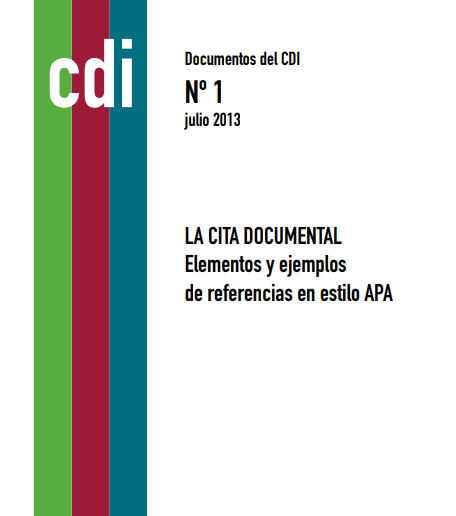 cdi
Documentos del CDI
Nº 1
julio 2013
LA CITA DOCUMENTAL
Elementos y ejemplos
de referencias en estilo APA